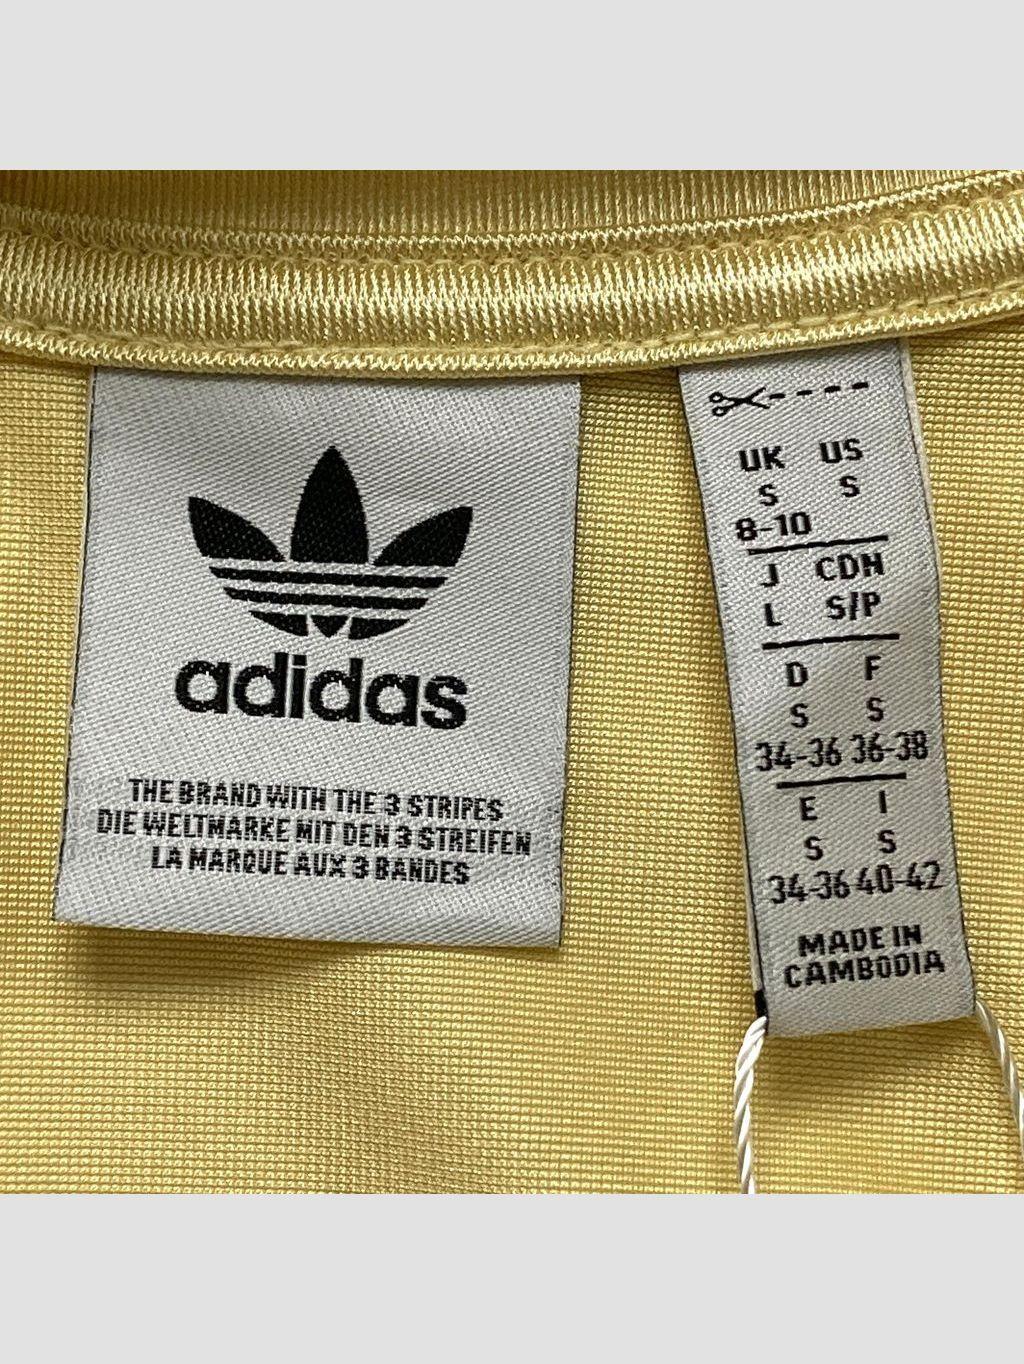 adidas
THE BRAND WITH THE 3 STRIPES
DIE WELTMARKE MIT DEN 3 STREIFEN
LA MARQUE AUX 3 BANDES
UK US
S S
8-10
J CDH
L S/P
D F
S S
34-36 36-38
E I
S S
34-36 40-42
MADE IN
CAMBODIA